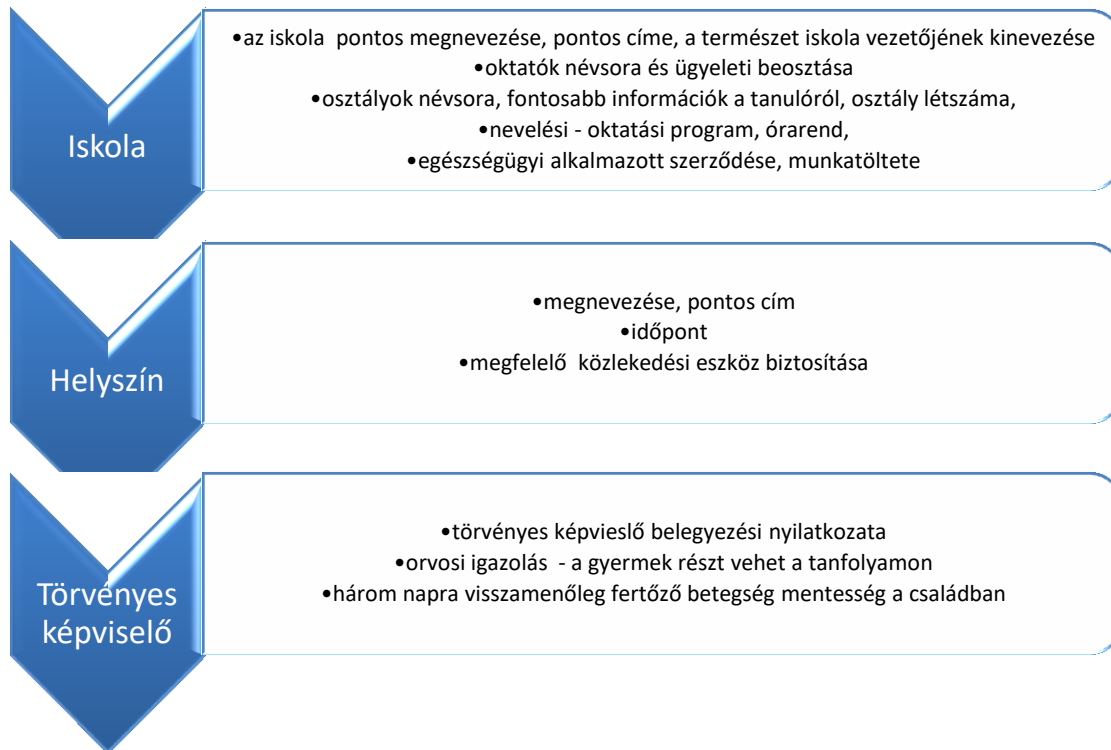 Iskola
•az iskola  pontos megnevezése, pontos címe, a természet iskola vezetőjének kinevezése
•oktatók névsora és ügyeleti beosztása
•osztályok névsora, fontosabb információk a tanulóról, osztály létszáma,
•nevelési - oktatási program, órarend,
•egészségügyi alkalmazott szerződése, munkatöltete
Helyszín
•megnevezése, pontos cím
•időpont
•megfelelő  közlekedési eszköz biztosítása
Törvényes
képviselő
•törvényes képvieslő belegyezési nyilatkozata
•orvosi igazolás  - a gyermek részt vehet a tanfolyamon
•három napra visszamenőleg fertőző betegség mentesség a családban